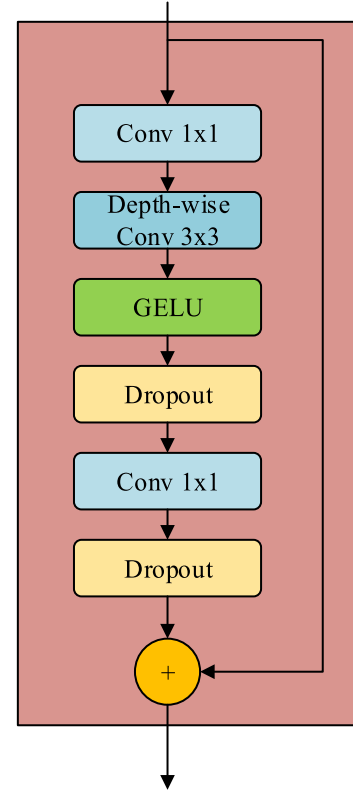 Conv 1x1
Depth-wise
Conv 3x3
GELU
Dropout
Conv 1x1
Dropout
+